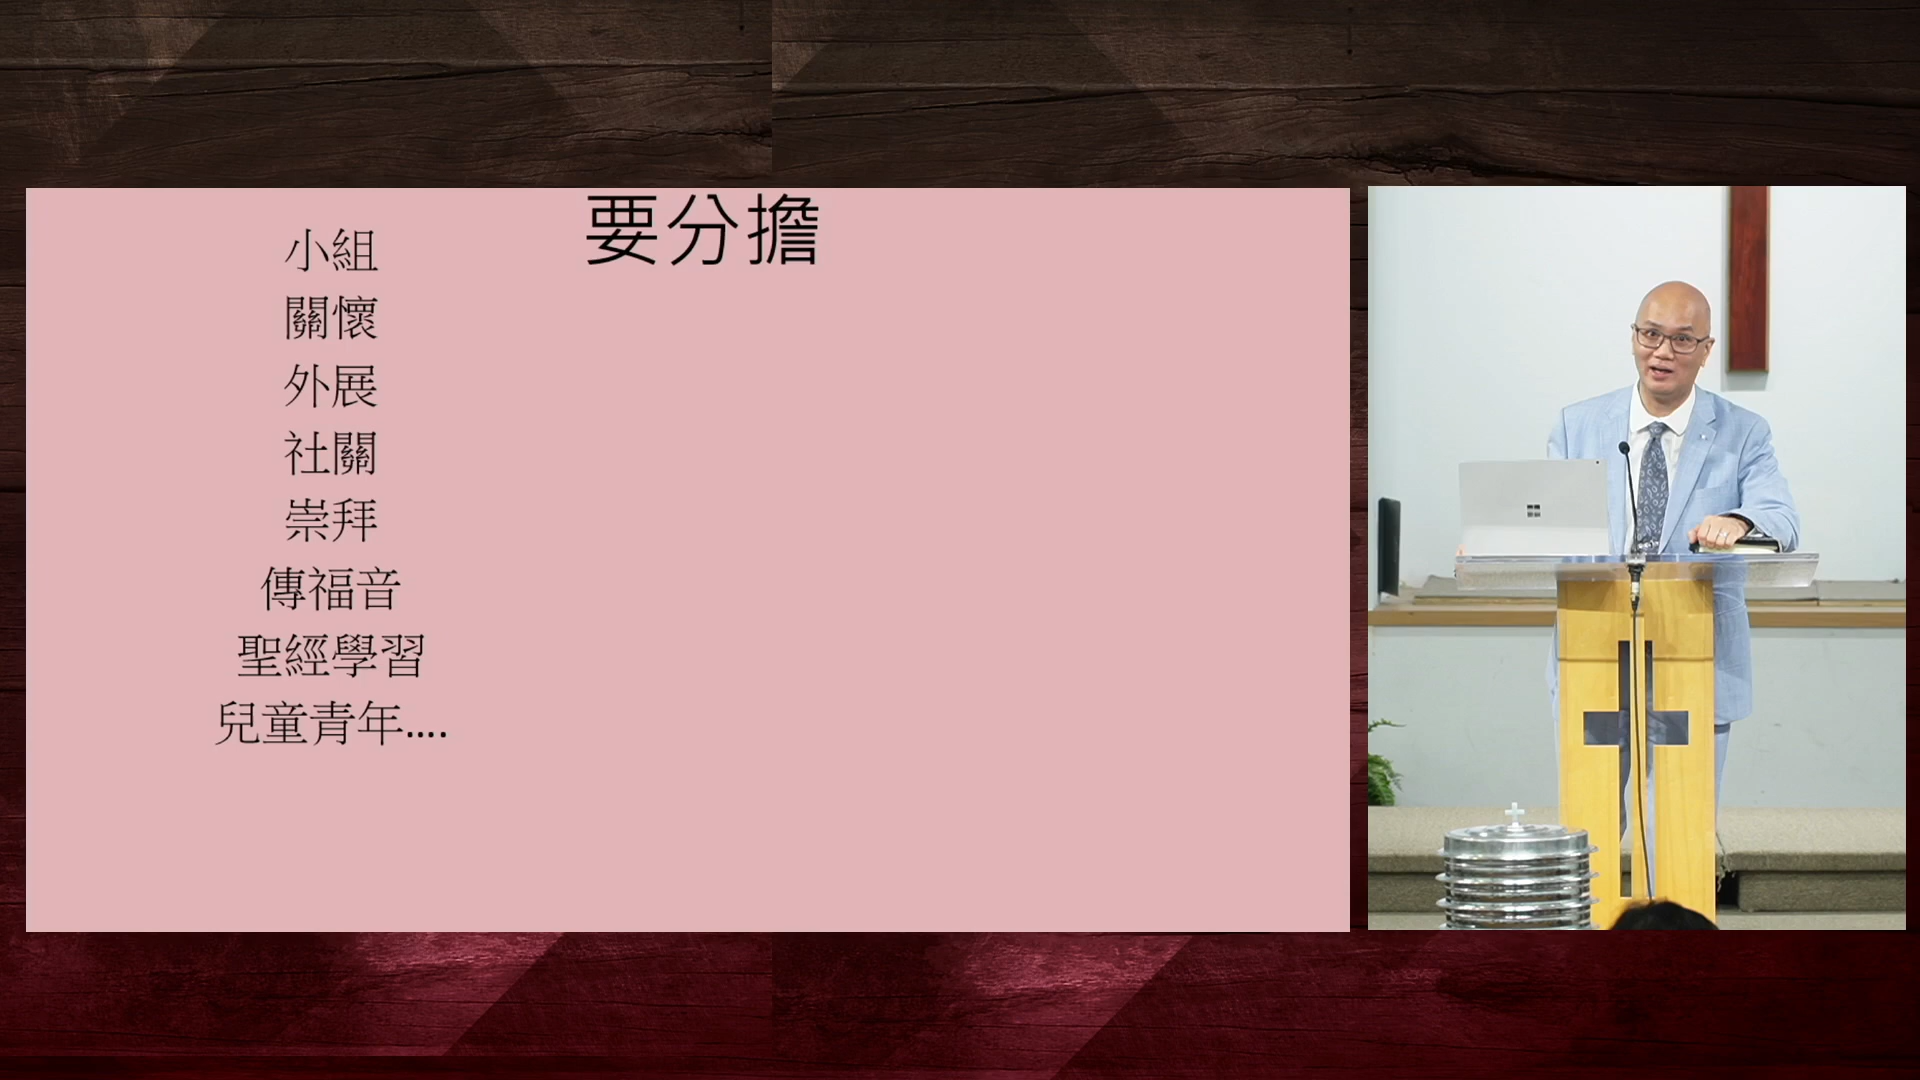 要分擔
小組
關懷
外展
社關
崇拜
傳福音
聖經學習
兒童青年....